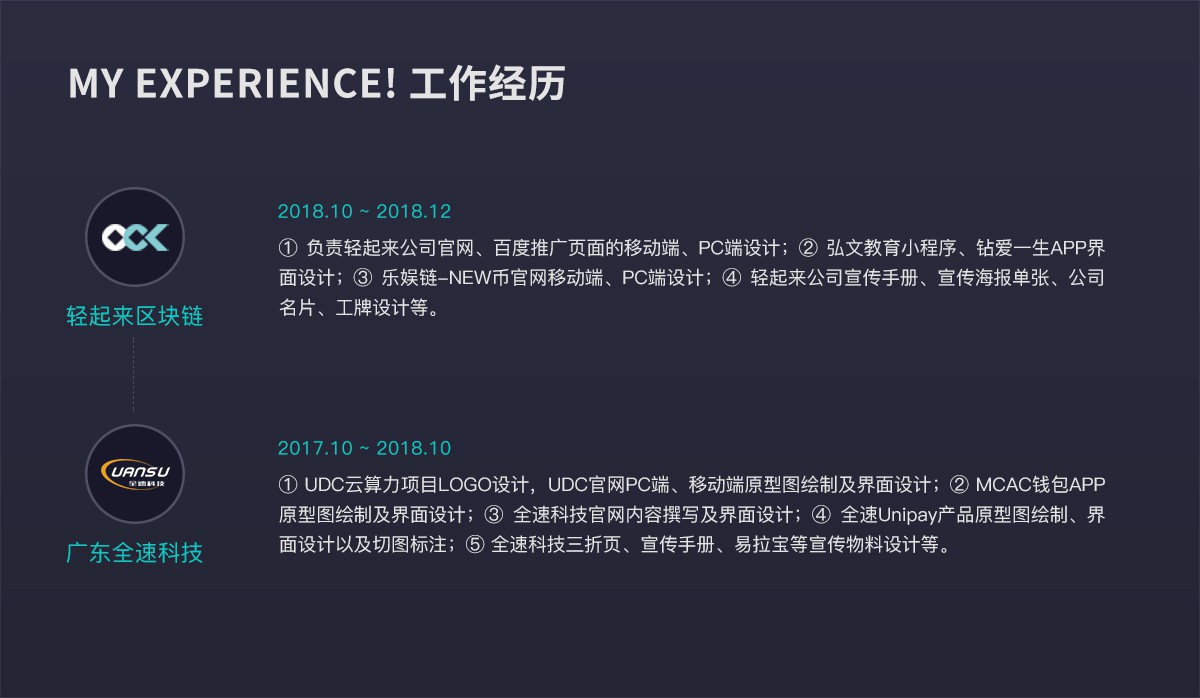 MY EXPERIENCE! 工作经历
轻起来区块链
2018.10 ~ 2018.12
① 负责轻起来公司官网、百度推广页面的移动端、PC端设计；② 弘文教育小程序、钻爱一生APP界
面设计；③ 乐娱链–NEW币官网移动端、PC端设计；④ 轻起来公司宣传手册、宣传海报单张、公司
名片、工牌设计等。
UANSU
全速科技
广东全速科技
2017.10 ~ 2018.10
① UDC云算力项目LOGO设计，UDC官网PC端、移动端原型图绘制及界面设计；② MCAC钱包APP
原型图绘制及界面设计；③ 全速科技官网内容撰写及界面设计；④ 全速Unipay产品原型图绘制、界
面设计以及切图标注；⑤ 全速科技三折页、宣传手册、易拉宝等宣传物料设计等。